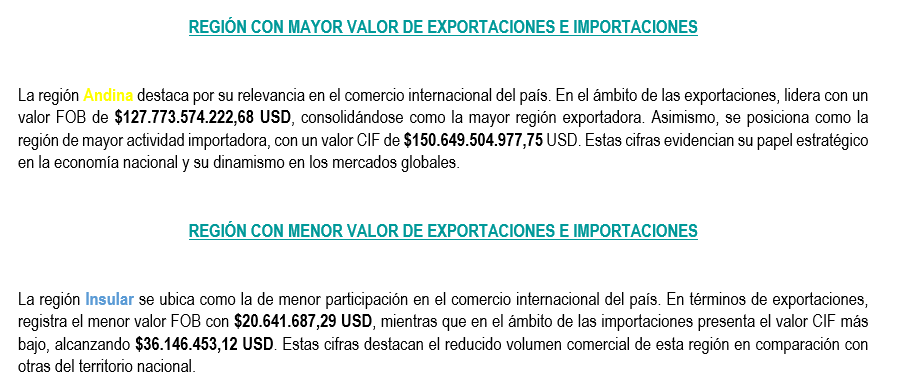 REGIÓN CON MAYOR VALOR DE EXPORTACIONES E IMPORTACIONES
La región Andina destaca por su relevancia en el comercio internacional del país. En el ámbito de las exportaciones, lidera con un
valor FOB de $127.773.574.222,68 USD, consolidándose como la mayor región exportadora. Asimismo, se posiciona como la
región de mayor actividad importadora, con un valor CIF de $150.649.504.977,75 USD. Estas cifras evidencian su papel estratégico
en la economía nacional y su dinamismo en los mercados globales.
REGIÓN CON MENOR VALOR DE EXPORTACIONES E IMPORTACIONES
La región Insular se ubica como la de menor participación en el comercio internacional del país. En términos de exportaciones,
registra el menor valor FOB con $20.641.687,29 USD, mientras que en el ámbito de las importaciones presenta el valor CIF más
bajo, alcanzando $36.146.453,12 USD. Estas cifras destacan el reducido volumen comercial de esta región en comparación con
otras del territorio nacional.